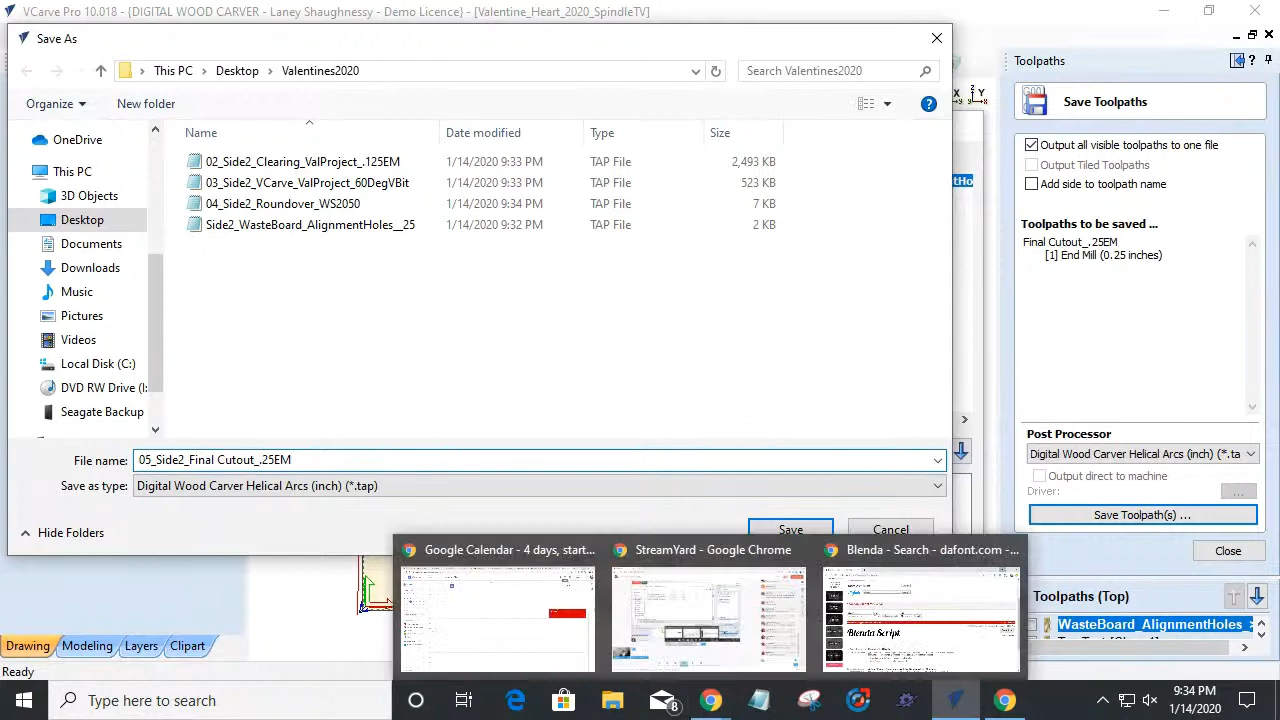 VCarve Pro 10.018 - {DIGITAL WOOD CARVER - Laney Shaughnessy - Demo Licence} - [Valentine_Heart_2020_SpindleTV]
Save As
This PC
Desktop
Valentines2020
Search Valentines2020
Organize
New folder
?
Name
Date modified
Type
Size
OneDrive
This PC
3D Objects
Desktop
Documents
Downloads
Music
Pictures
Videos
Local Disk (C:)
DVD RW Drive (I:
Seagate Backup
02_Side2_Clearing_ValProject_.125EM 1/14/2020 9:33 PM TAP File 2,493 KB
03_Side2_VCarve_ValProject_60DegVBit 1/14/2020 9:33 PM TAP File 523 KB
04_Side2_Roundover_WS2050 1/14/2020 9:34 PM TAP File 7 KB
Side2_WasteBoard_AlignmentHoles__25 1/14/2020 9:32 PM TAP File 2 KB
File name: 05_Side2_Final Cutout_.25EM
Save as type: Digital Wood Carver Helical Arcs (inch) (*.tap)
Hide Folders
Save
Cancel
X
Y
tHo
Toolpaths
?
Save Toolpaths
Output all visible toolpaths to one file
Output Tiled Toolpaths
Add side to toolpath name
Toolpaths to be saved ...
Final Cutout_.25EM
[1] End Mill (0.25 inches)
Post Processor
Digital Wood Carver Helical Arcs (inch) (*.ta
Output direct to machine
Driver:
...
Save Toolpath(s) ...
Close
Toolpaths (Top)
WasteBoard_AlignmentHoles_
Google Calendar - 4 days, start...
StreamYard - Google Chrome
Blenda - Search - dafont.com -...
Blenda Script
Drawing
Modeling
Layers
Clipart
Ready
Type here to search
8
9:34 PM
1/14/2020